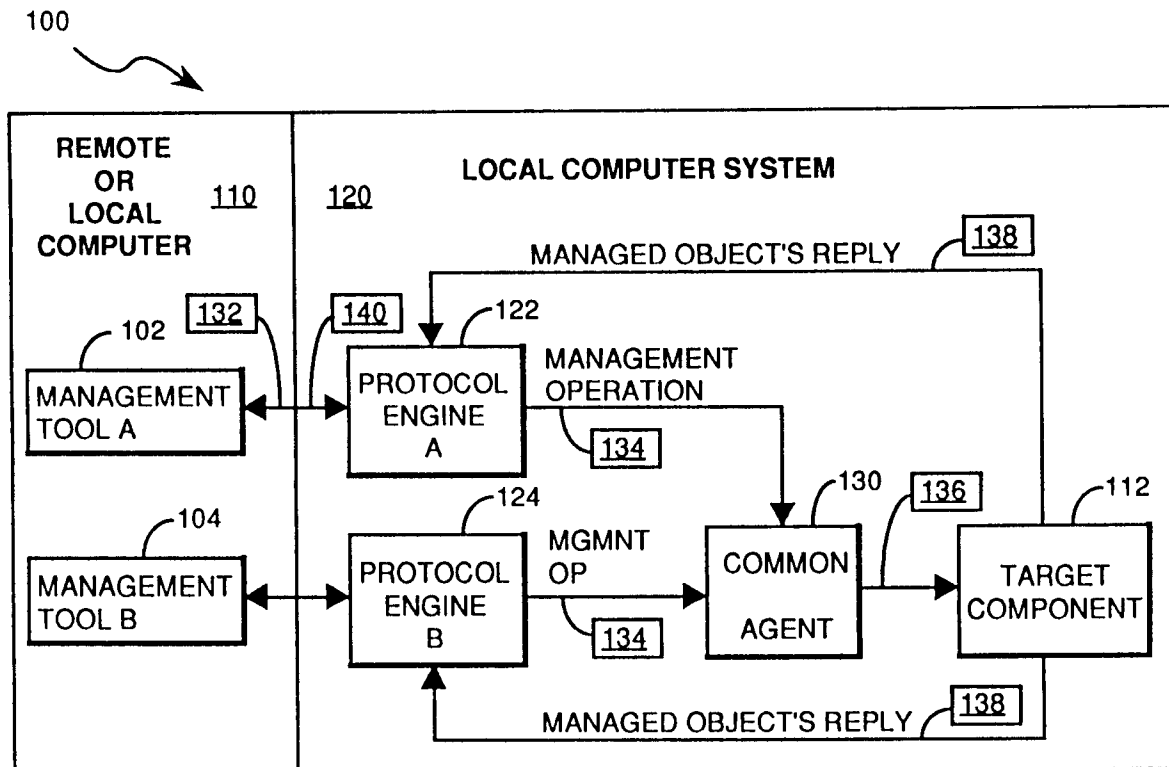 100
REMOTE
OR
LOCAL
COMPUTER
110
120
LOCAL COMPUTER SYSTEM
MANAGED OBJECT'S REPLY
138
132
140
102
122
MANAGEMENT
TOOL A
PROTOCOL
ENGINE
A
MANAGEMENT
OPERATION
134
104
124
130
136
112
MANAGEMENT
TOOL B
PROTOCOL
ENGINE
B
MGMNT
OP
134
COMMON
AGENT
TARGET
COMPONENT
MANAGED OBJECT'S REPLY
138